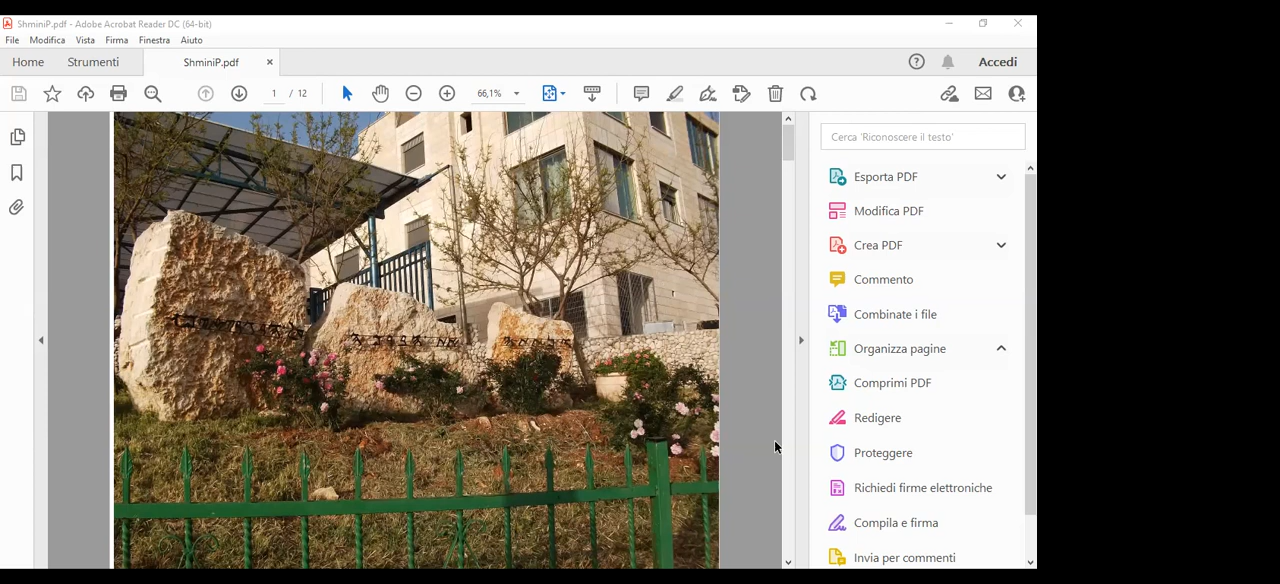 ShminiP.pdf - Adobe Acrobat Reader DC (64-bit)
File Modifica Vista Firma Finestra Aiuto
Home Strumenti ShminiP.pdf × Accedi
1 / 12 66,1%
Cerca 'Riconoscere il testo'
Esporta PDF
Modifica PDF
Crea PDF
Commento
Combinate i file
Organizza pagine
Comprimi PDF
Redigere
Proteggere
Richiedi firme elettroniche
Compila e firma
Invia per commenti